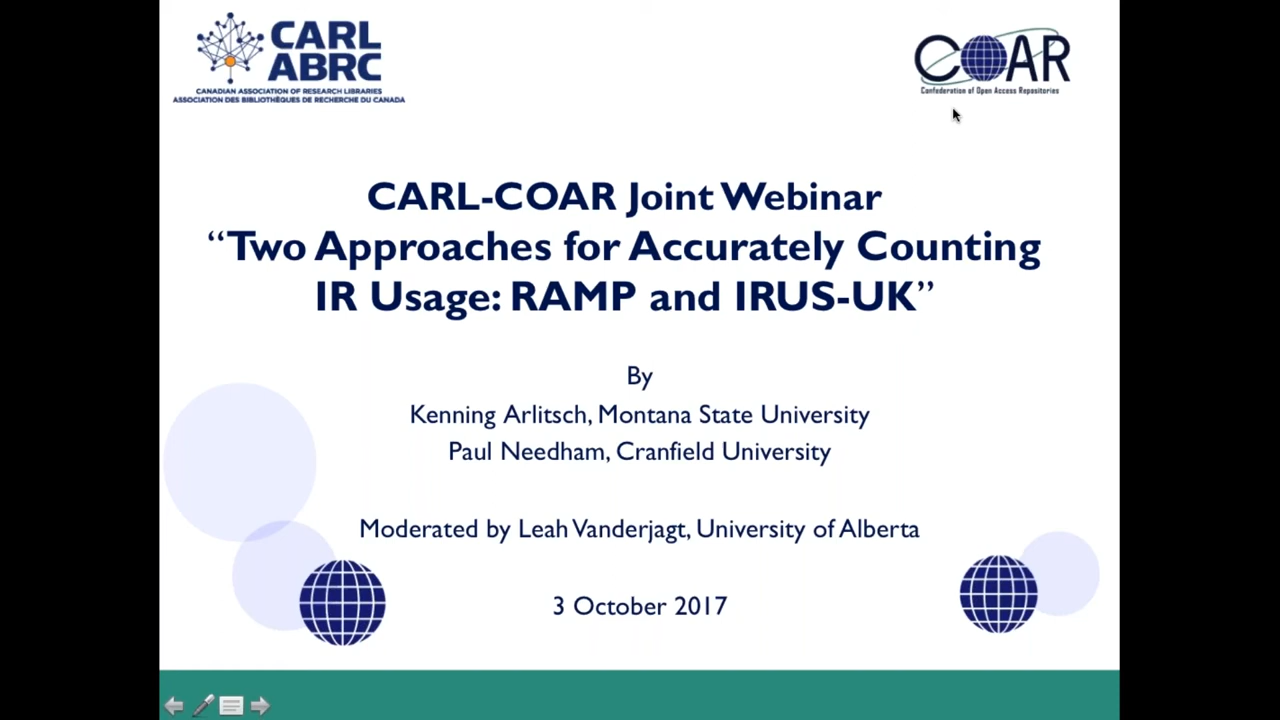 CARL
ABRC
CANADIAN ASSOCIATION OF RESEARCH LIBRARIES
ASSOCIATION DES BIBLIOTHÈQUES DE RECHERCHE DU CANADA
COAR
Confederation of Open Access Repositories
CARL-COAR Joint Webinar
“Two Approaches for Accurately Counting
IR Usage: RAMP and IRUS-UK”
By
Kenning Arlitsch, Montana State University
Paul Needham, Cranfield University
Moderated by Leah Vanderjagt, University of Alberta
3 October 2017